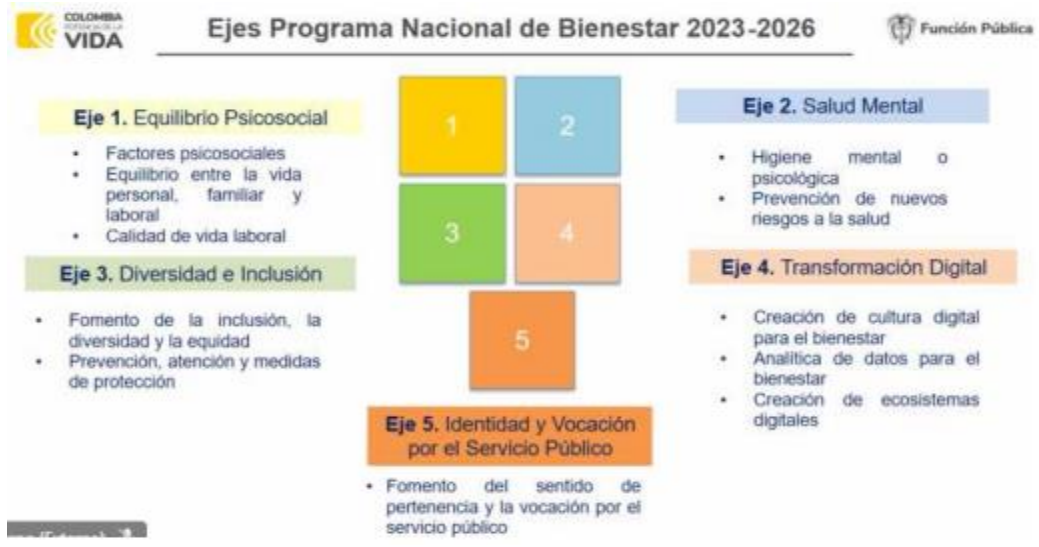 COLOMBIA
POTENCIA DE LA
VIDA
Ejes Programa Nacional de Bienestar 2023-2026
Función Pública
Eje 1. Equilibrio Psicosocial
• Factores psicosociales
• Equilibrio entre la vida
personal, familiar y
laboral
• Calidad de vida laboral
1
2
Eje 2. Salud Mental
• Higiene mental o
psicológica
• Prevención de nuevos
riesgos a la salud
3
4
Eje 3. Diversidad e Inclusión
• Fomento de la inclusión, la
diversidad y la equidad
• Prevención, atención y medidas
de protección
Eje 4. Transformación Digital
• Creación de cultura digital
para el bienestar
• Analítica de datos para el
bienestar
• Creación de ecosistemas
digitales
5
Eje 5. Identidad y Vocación
por el Servicio Público
• Fomento del sentido de
pertenencia y la vocación por el
servicio público